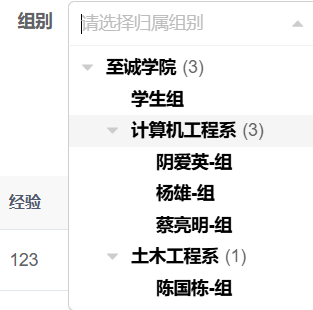 组别 请选择归属组别
至诚学院 (3)
学生组
计算机工程系 (3)
阴爱英-组
经验 杨雄-组
蔡亮明-组
123 土木工程系 (1)
陈国栋-组